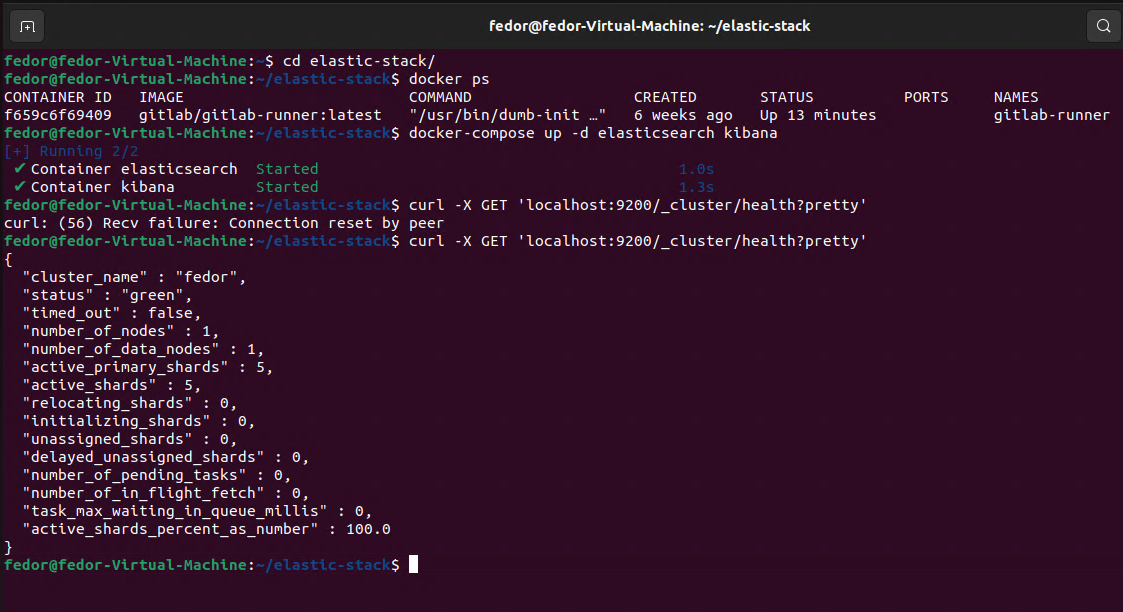 fedor@fedor-Virtual-Machine: ~/elastic-stack
fedor@fedor-Virtual-Machine:~$ cd elastic-stack/
fedor@fedor-Virtual-Machine:~/elastic-stack$ docker ps
CONTAINER ID   IMAGE                         COMMAND                  CREATED       STATUS          PORTS     NAMES
f659c6f69409   gitlab/gitlab-runner:latest   "/usr/bin/dumb-init …"   6 weeks ago   Up 13 minutes             gitlab-runner
fedor@fedor-Virtual-Machine:~/elastic-stack$ docker-compose up -d elasticsearch kibana
[+] Running 2/2
 ✔ Container elasticsearch  Started                                        1.0s
 ✔ Container kibana         Started                                        1.3s
fedor@fedor-Virtual-Machine:~/elastic-stack$ curl -X GET 'localhost:9200/_cluster/health?pretty'
curl: (56) Recv failure: Connection reset by peer
fedor@fedor-Virtual-Machine:~/elastic-stack$ curl -X GET 'localhost:9200/_cluster/health?pretty'
{
  "cluster_name" : "fedor",
  "status" : "green",
  "timed_out" : false,
  "number_of_nodes" : 1,
  "number_of_data_nodes" : 1,
  "active_primary_shards" : 5,
  "active_shards" : 5,
  "relocating_shards" : 0,
  "initializing_shards" : 0,
  "unassigned_shards" : 0,
  "delayed_unassigned_shards" : 0,
  "number_of_pending_tasks" : 0,
  "number_of_in_flight_fetch" : 0,
  "task_max_waiting_in_queue_millis" : 0,
  "active_shards_percent_as_number" : 100.0
}
fedor@fedor-Virtual-Machine:~/elastic-stack$